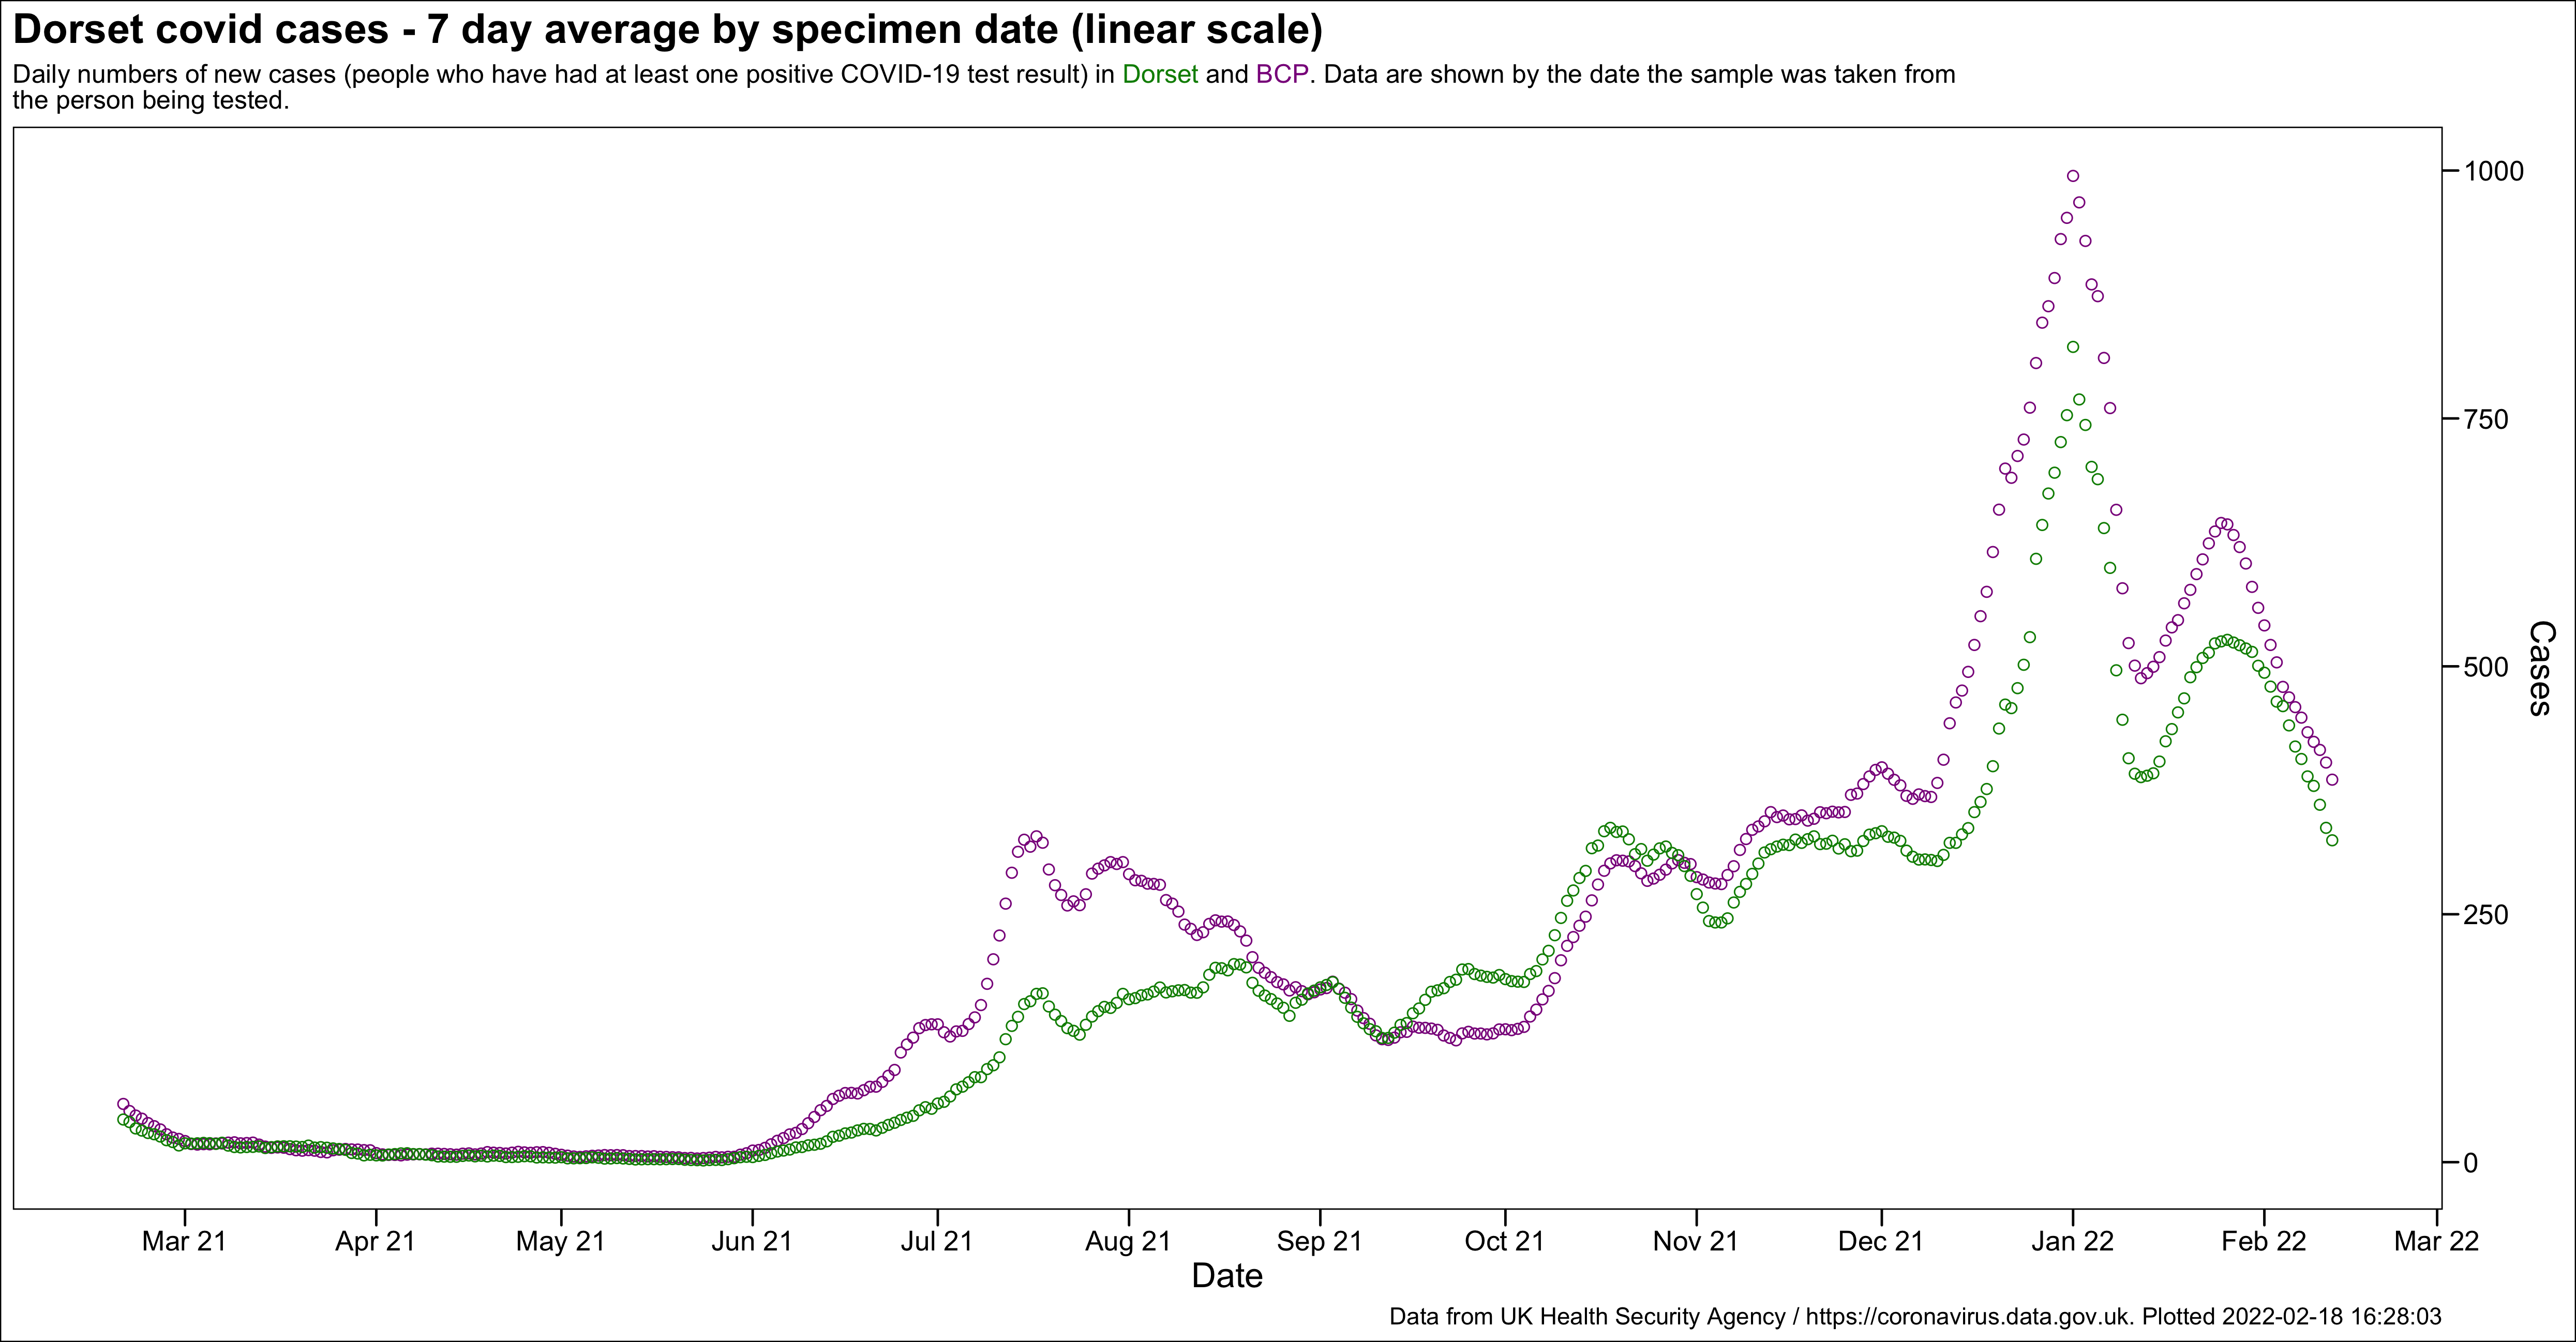 Dorset covid cases - 7 day average by specimen date (linear scale)
Daily numbers of new cases (people who have had at least one positive COVID-19 test result) in Dorset and BCP. Data are shown by the date the sample was taken from
the person being tested.
1000
750
500
250
0
Cases
Mar 21 Apr 21 May 21 Jun 21 Jul 21 Aug 21 Sep 21 Oct 21 Nov 21 Dec 21 Jan 22 Feb 22 Mar 22
Date
Data from UK Health Security Agency / https://coronavirus.data.gov.uk. Plotted 2022-02-18 16:28:03